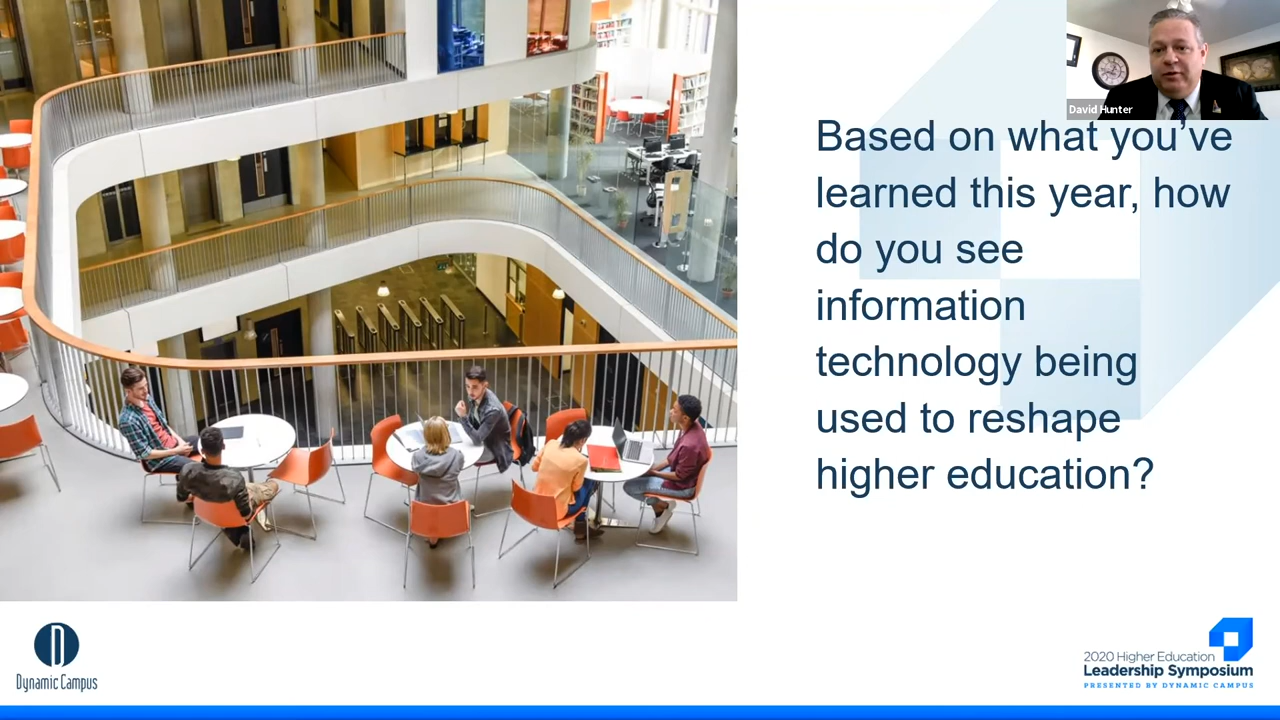 David Hunter
Based on what you’ve
learned this year, how
do you see
information
technology being
used to reshape
higher education?
D
Dynamic Campus
2020 Higher Education
Leadership Symposium
PRESENTED BY DYNAMIC CAMPUS